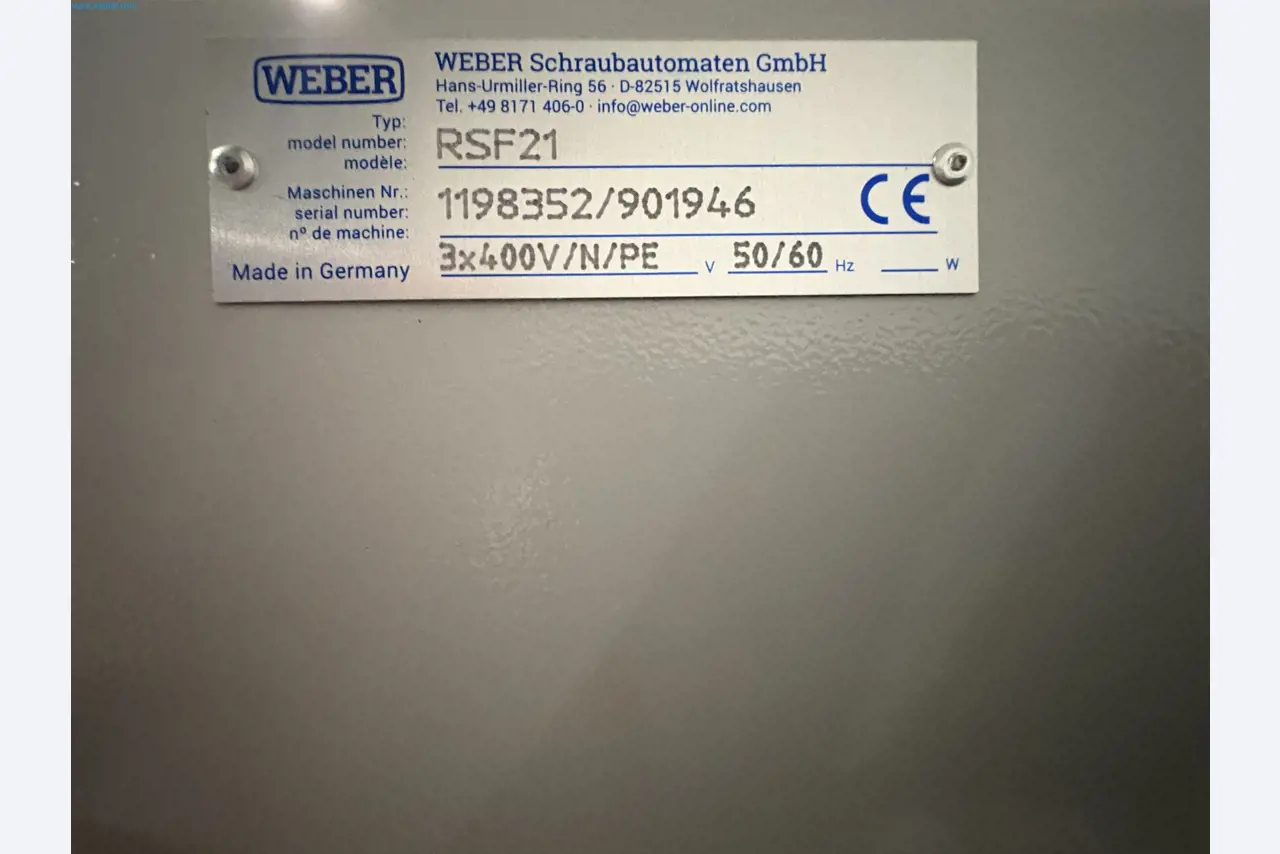 WEBER
WEBER Schraubautomaten GmbH
Hans-Urmiller-Ring 56 · D-82515 Wolfratshausen
Tel. +49 8171 406-0 · info@weber-online.com
Typ:
model number:
modèle:
RSF21
Maschinen Nr.:
serial number:
nº de machine:
1198352/901946
CE
Made in Germany
3x400V/N/PE V 50/60 Hz W